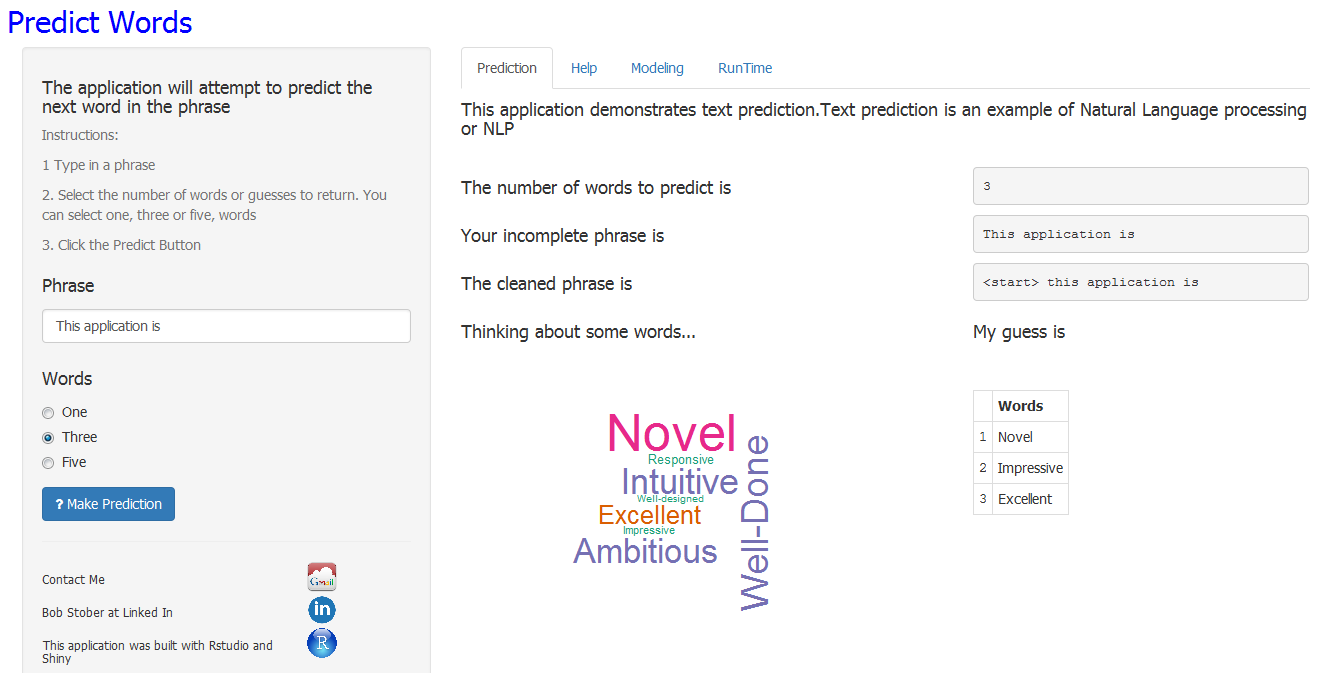 Predict Words
The application will attempt to predict the
next word in the phrase
Instructions:
1 Type in a phrase
2. Select the number of words or guesses to return. You
can select one, three or five, words
3. Click the Predict Button
Phrase
This application is
Words
One
Three
Five
? Make Prediction
Contact Me
Gmail
Bob Stober at Linked In
in
This application was built with Rstudio and
Shiny
R
Prediction
Help
Modeling
RunTime
This application demonstrates text prediction.Text prediction is an example of Natural Language processing
or NLP
The number of words to predict is
3
Your incomplete phrase is
This application is
The cleaned phrase is
<start> this application is
Thinking about some words...
My guess is
Novel
Responsive
Intuitive
Well-designed
Excellent
Impressive
Ambitious
Well-Done
Words
1 Novel
2 Impressive
3 Excellent